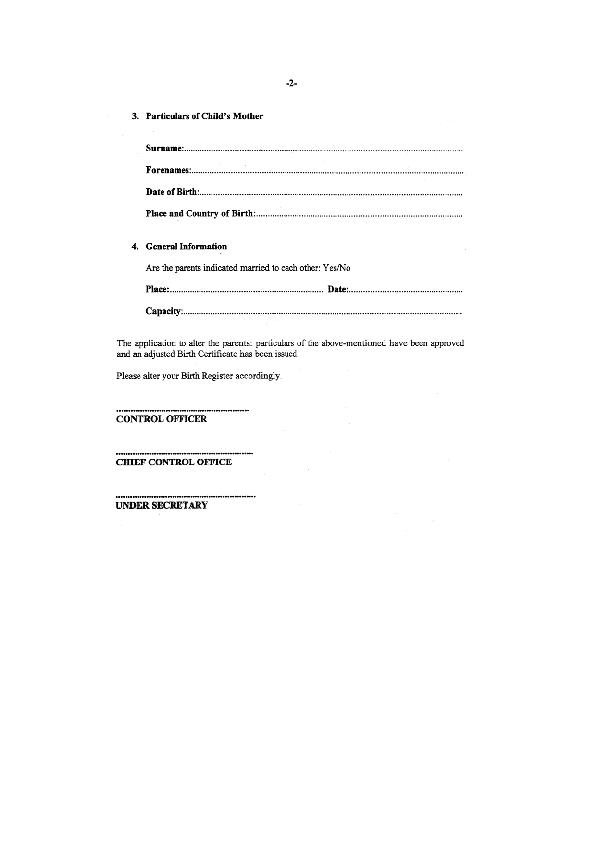 -2-
3. Particulars of Child's Mother
Surname:....................................................................................................................
Forenames:.................................................................................................................
Date of Birth:..............................................................................................................
Place and Country of Birth:.......................................................................................
4. General Information
Are the parents indicated married to each other: Yes/No
Place:................................................................. Date:................................................
Capacity:.....................................................................................................................
The application to alter the parents: particulars of the above-mentioned have been approved
and an adjusted Birth Certificate has been issued.
Please alter your Birth Register accordingly.
........................................................
CONTROL OFFICER
..........................................................
CHIEF CONTROL OFFICE
...........................................................
UNDER SECRETARY